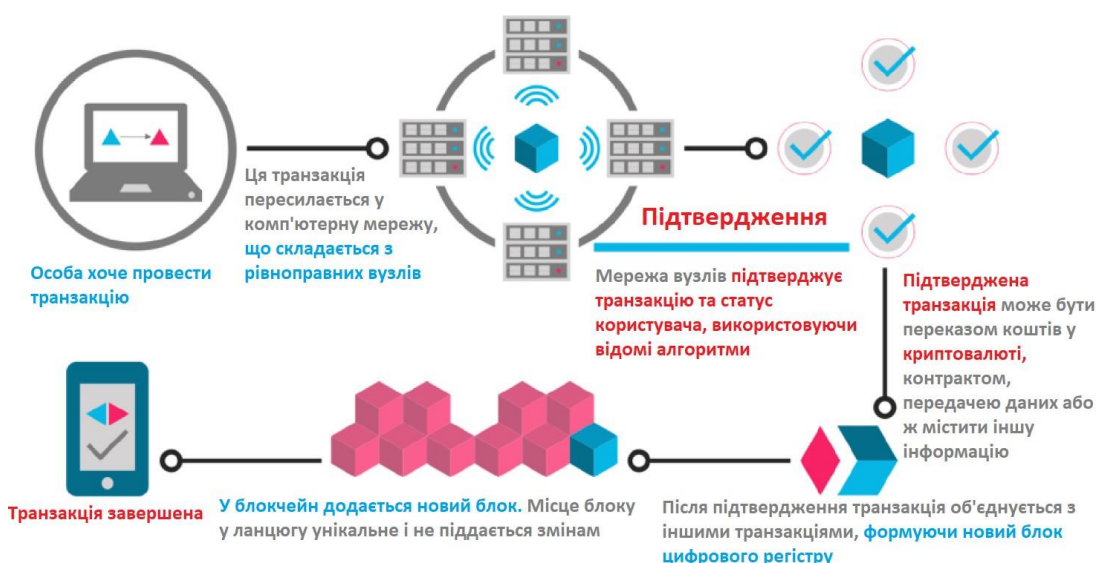 Особа хоче провести
транзакцію
Ця транзакція
пересилається у
комп'ютерну мережу,
що складається з
рівноправних вузлів
Підтвердження
Мережа вузлів підтверджує
транзакцію та статус
користувача, використовуючи
відомі алгоритми
Підтверджена
транзакція може бути
переказом коштів у
криптовалюті,
контрактом,
передачею даних або
ж містити іншу
інформацію
Після підтвердження транзакція об'єднується з
іншими транзакціями, формуючи новий блок
цифрового регістру
У блокчейн додається новий блок. Місце блоку
у ланцюгу унікальне і не піддається змінам
Транзакція завершена